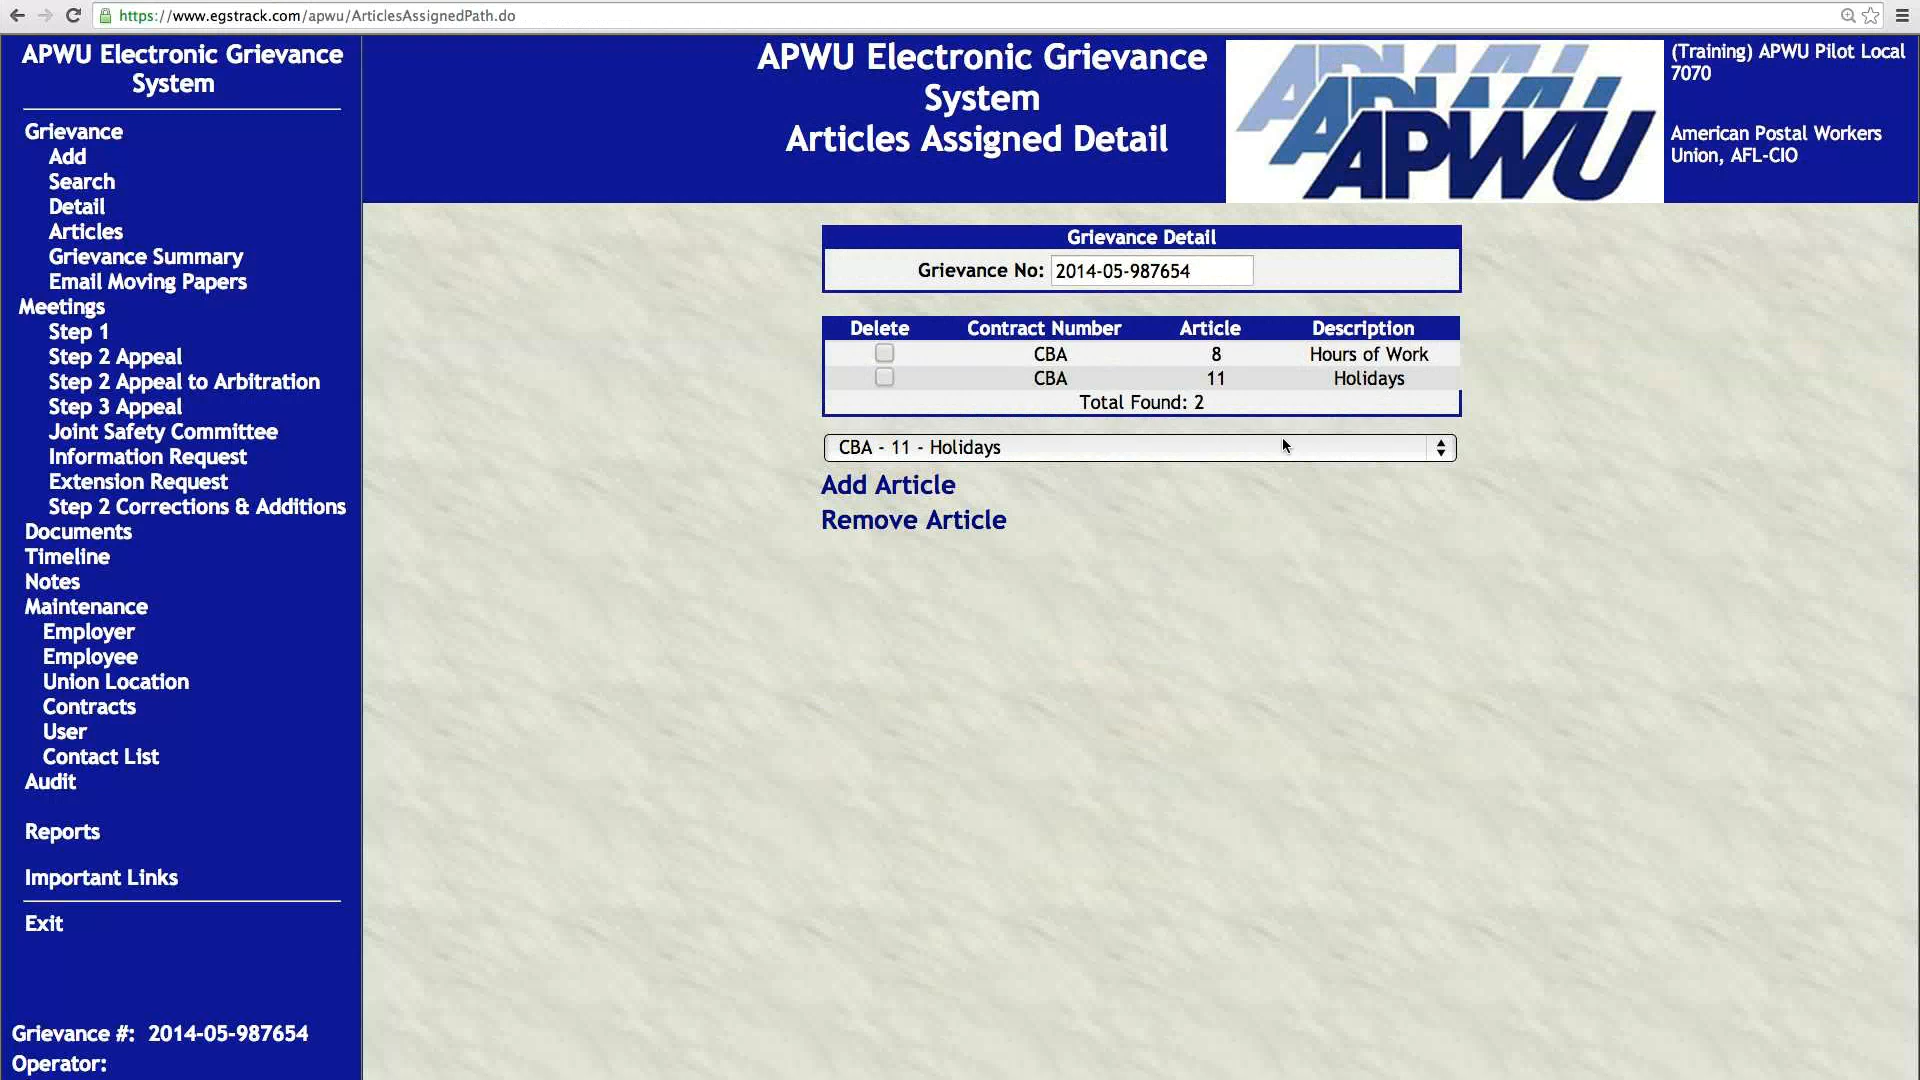 https://www.egstrack.com/apwu/ArticlesAssignedPath.do
APWU Electronic Grievance
System
Grievance
Add
Search
Detail
Articles
Grievance Summary
Email Moving Papers
Meetings
Step 1
Step 2 Appeal
Step 2 Appeal to Arbitration
Step 3 Appeal
Joint Safety Committee
Information Request
Extension Request
Step 2 Corrections & Additions
Documents
Timeline
Notes
Maintenance
Employer
Employee
Union Location
Contracts
User
Contact List
Audit
Reports
Important Links
Exit
Grievance #: 2014-05-987654
Operator:
APWU Electronic Grievance
System
Articles Assigned Detail
APWU
APWU
APWU
(Training) APWU Pilot Local
7070
American Postal Workers
Union, AFL-CIO
Grievance Detail
Grievance No: 2014-05-987654
Delete Contract Number Article Description
CBA 8 Hours of Work
CBA 11 Holidays
Total Found: 2
CBA - 11 - Holidays
Add Article
Remove Article